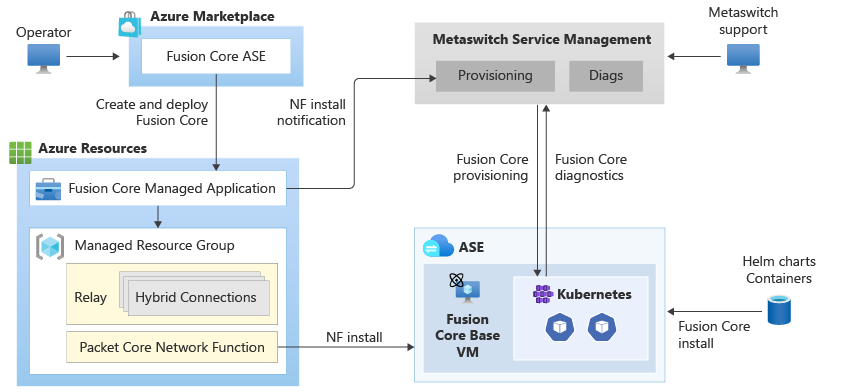 Operator
Azure Marketplace
Fusion Core ASE
Create and deploy
Fusion Core
NF install
notification
Metaswitch Service Management
Provisioning
Diags
Metaswitch
support
Azure Resources
Fusion Core Managed Application
Managed Resource Group
Relay
Hybrid Connections
Packet Core Network Function
NF install
Fusion Core
provisioning
Fusion Core
diagnostics
ASE
Fusion
Core Base
VM
Kubernetes
Helm charts
Containers
Fusion Core
install